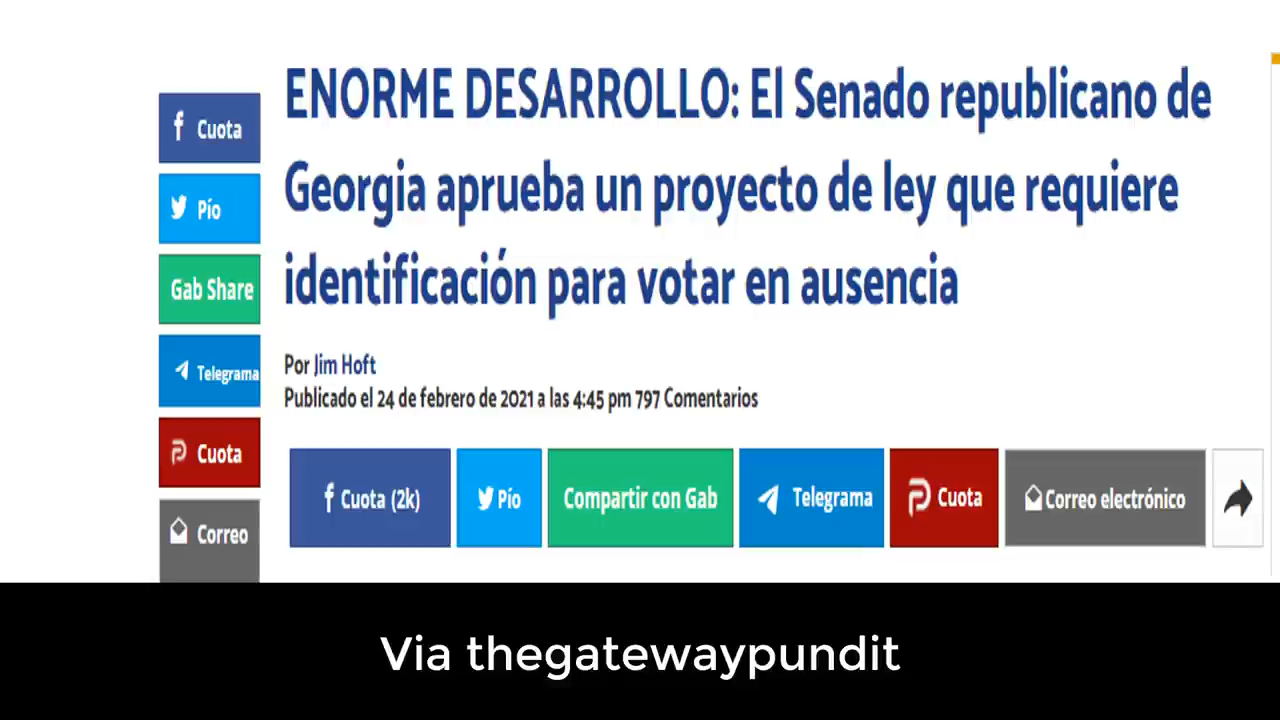 ENORME DESARROLLO: El Senado republicano de
Georgia aprueba un proyecto de ley que requiere
identificación para votar en ausencia
Por Jim Hoft
Publicado el 24 de febrero de 2021 a las 4:45 pm 797 Comentarios
Cuota
Pío
Gab Share
Telegrama
Cuota
Correo
Cuota (2k)
Pío
Compartir con Gab
Telegrama
Cuota
Correo electrónico
Via thegatewaypundit